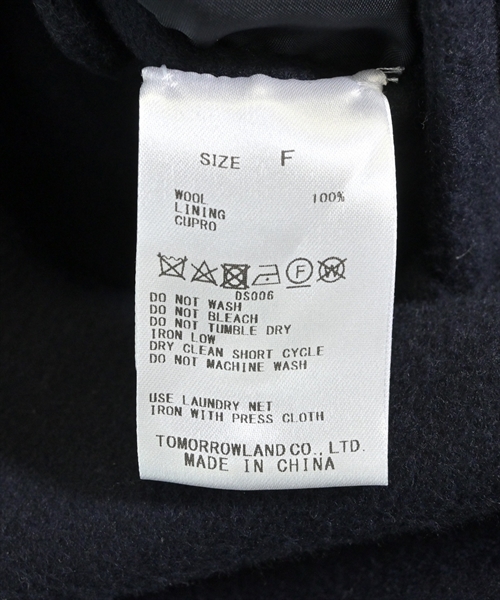 SIZE F
WOOL 100%
LINING
CUPRO
F W
DS006
DO NOT WASH
DO NOT BLEACH
DO NOT TUMBLE DRY
IRON LOW
DRY CLEAN SHORT CYCLE
DO NOT MACHINE WASH
USE LAUNDRY NET
IRON WITH PRESS CLOTH
TOMORROWLAND CO., LTD.
MADE IN CHINA